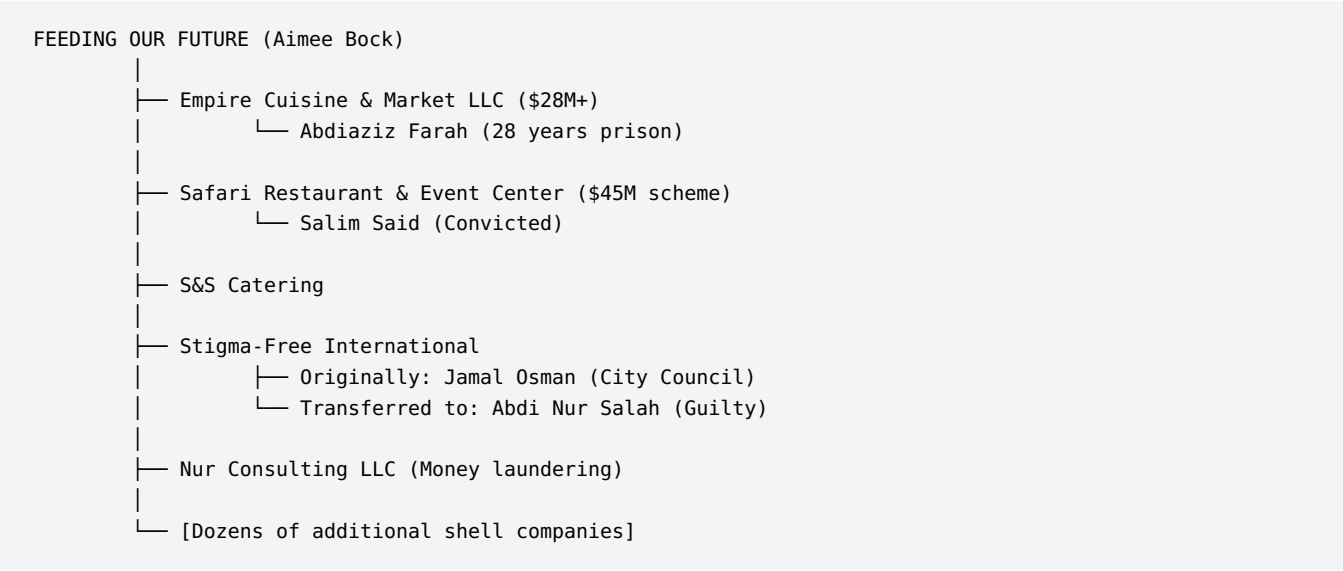 FEEDING OUR FUTURE (Aimee Bock)
│
├── Empire Cuisine & Market LLC ($28M+)
│ └── Abdiaziz Farah (28 years prison)
│
├── Safari Restaurant & Event Center ($45M scheme)
│ └── Salim Said (Convicted)
│
├── S&S Catering
│
├── Stigma-Free International
│ ├── Originally: Jamal Osman (City Council)
│ └── Transferred to: Abdi Nur Salah (Guilty)
│
├── Nur Consulting LLC (Money laundering)
│
└── [Dozens of additional shell companies]